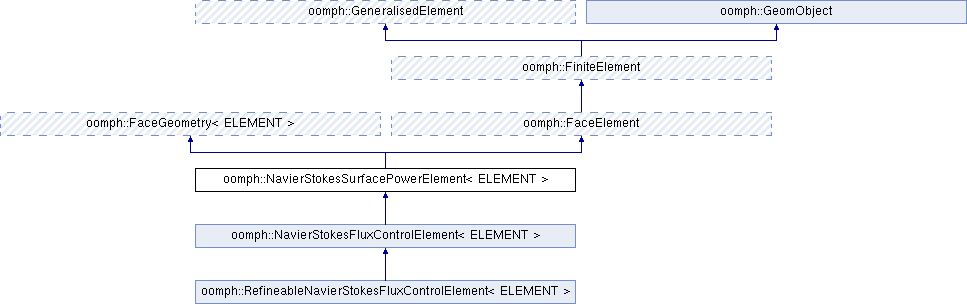 oomph::GeneralisedElement
oomph::GeomObject
oomph::FiniteElement
oomph::FaceGeometry< ELEMENT >
oomph::FaceElement
oomph::NavierStokesSurfacePowerElement< ELEMENT >
oomph::NavierStokesFluxControlElement< ELEMENT >
oomph::RefineableNavierStokesFluxControlElement< ELEMENT >